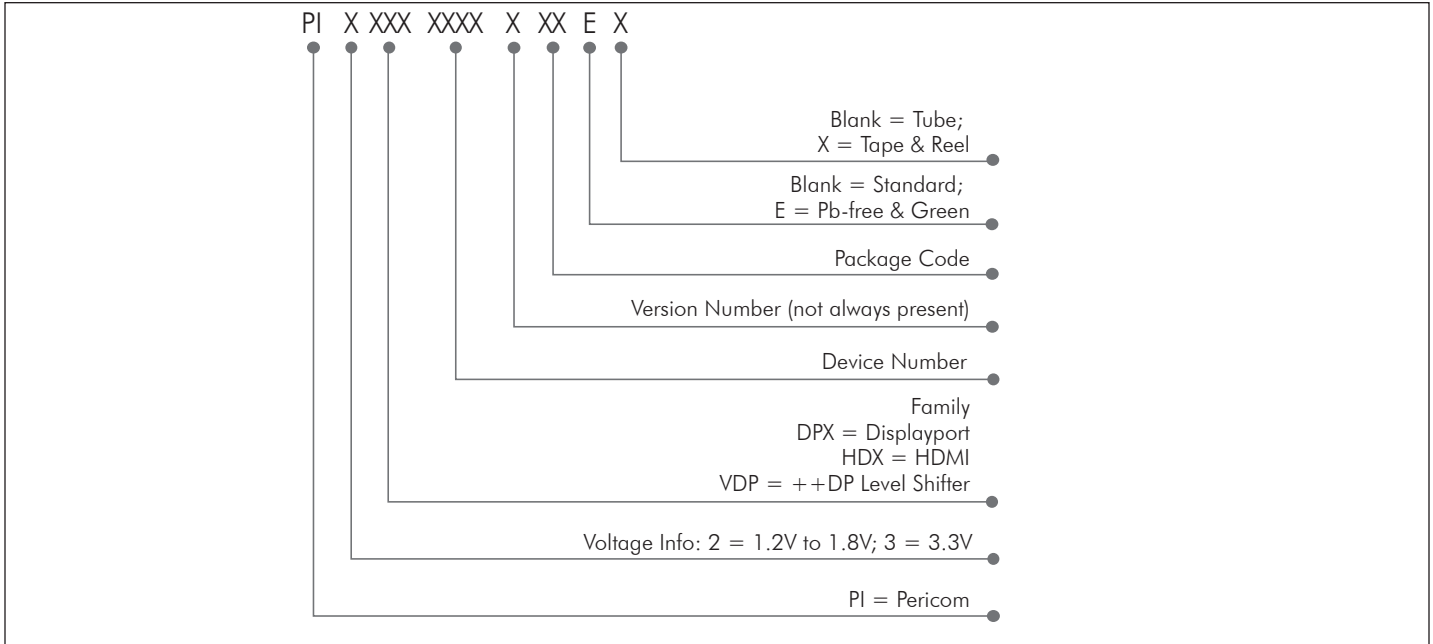 PI X XXX XXXX X XX E X
Blank = Tube;
X = Tape & Reel
Blank = Standard;
E = Pb-free & Green
Package Code
Version Number (not always present)
Device Number
Family
DPX = Displayport
HDX = HDMI
VDP = ++DP Level Shifter
Voltage Info: 2 = 1.2V to 1.8V; 3 = 3.3V
PI = Pericom